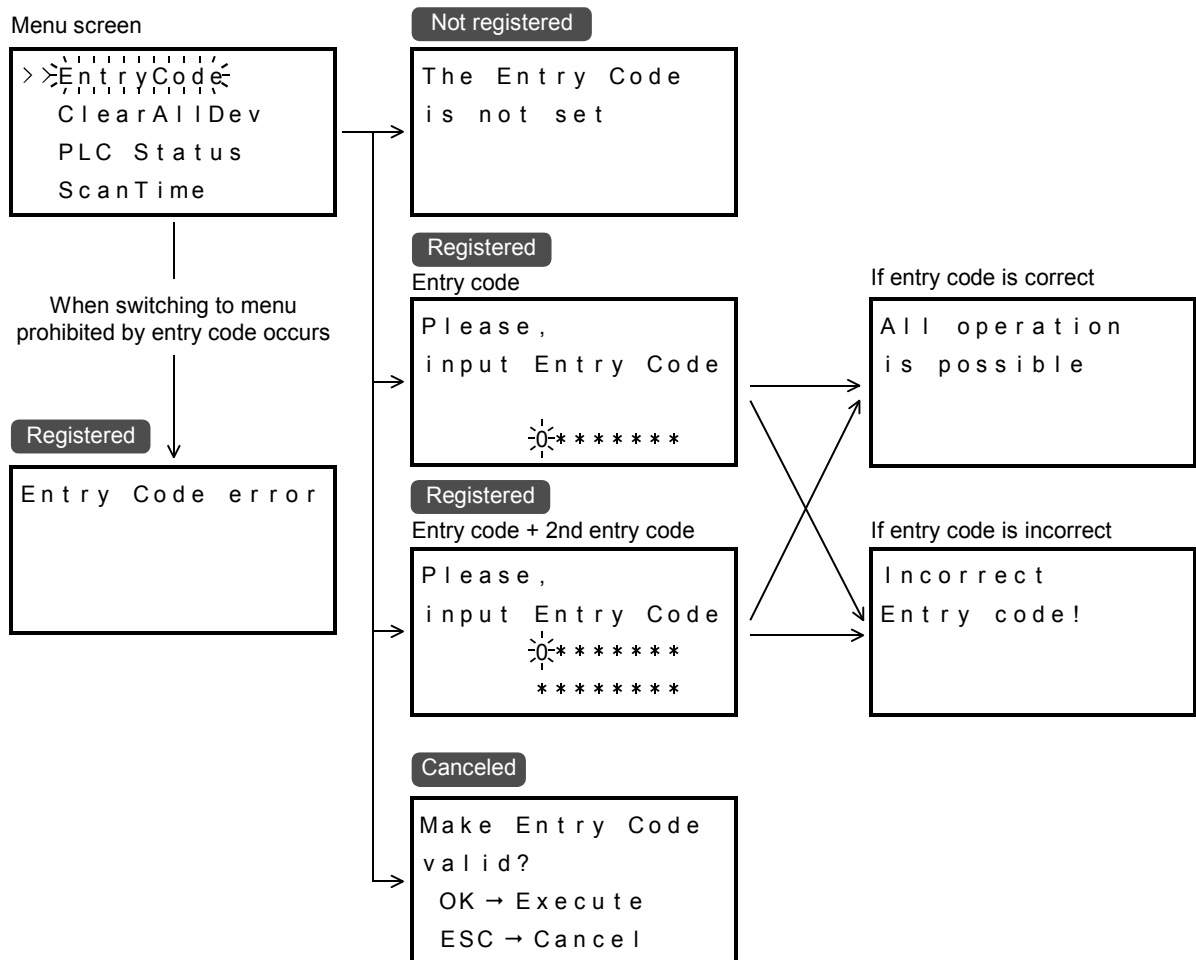 Menu screen
>>EntryCode
ClearAllDev
PLC Status
ScanTime
When switching to menu
prohibited by entry code occurs
Registered
Entry Code error
Not registered
The Entry Code
is not set
Registered
Entry code
Please,
input Entry Code
0*******
Registered
Entry code + 2nd entry code
Please,
input Entry Code
0*******
********
Canceled
Make Entry Code
valid?
OK → Execute
ESC → Cancel
If entry code is correct
All operation
is possible
If entry code is incorrect
Incorrect
Entry code!